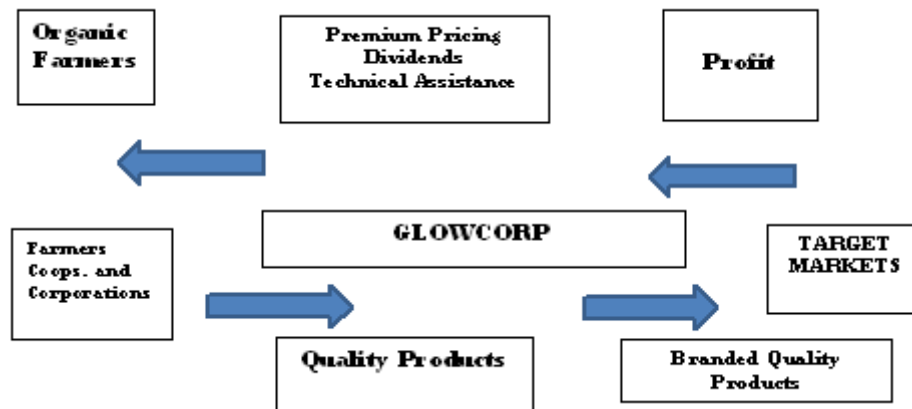 Organic
Farmers
Premium Pricing
Dividends
Technical Assistance
Profit
GLOWCORP
Farmers
Coops. and
Corporations
TARGET
MARKETS
Quality Products
Branded Quality
Products